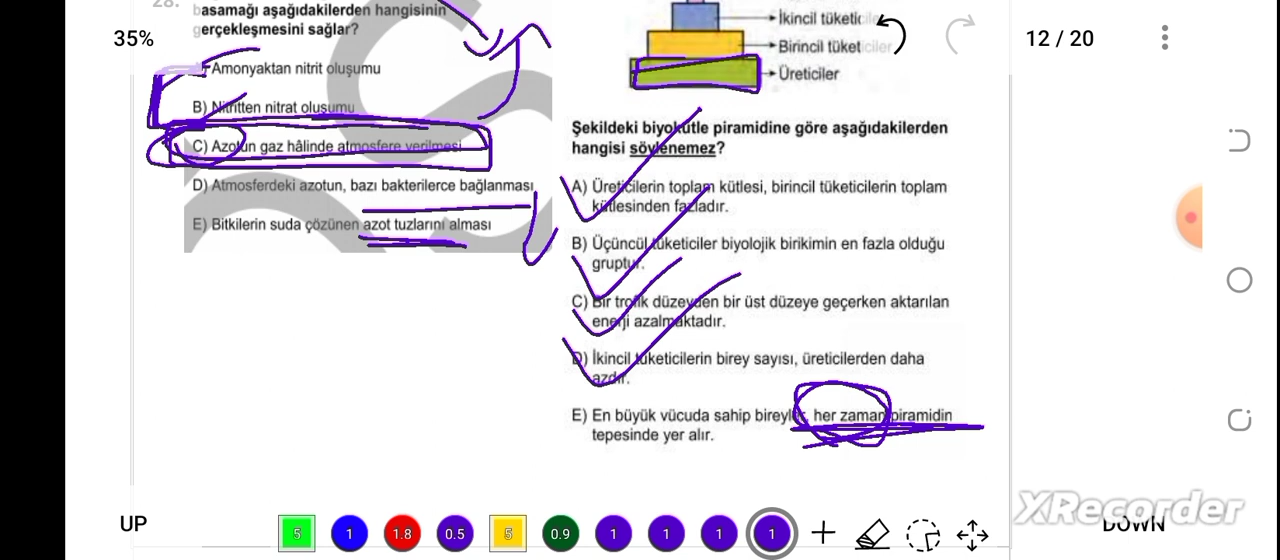 28.
basamağı aşağıdakilerden hangisinin
gerçekleşmesini sağlar?
Amonyaktan nitrit oluşumu
B) Nitritten nitrat oluşumu
C) Azotun gaz hâlinde atmosfere verilmesi
D) Atmosferdeki azotun, bazı bakterilerce bağlanması
E) Bitkilerin suda çözünen azot tuzlarını alması
İkincil tüketiciler
Birincil tüketiciler
Üreticiler
Şekildeki biyokütle piramidine göre aşağıdakilerden
hangisi söylenemez?
A) Üreticilerin toplam kütlesi, birincil tüketicilerin toplam
kütlesinden fazladır.
B) Üçüncül tüketiciler biyolojik birikimin en fazla olduğu
gruptur.
C) Bir trofik düzeyden bir üst düzeye geçerken aktarılan
enerji azalmaktadır.
D) İkincil tüketicilerin birey sayısı, üreticilerden daha
azdır.
E) En büyük vücuda sahip bireyler, her zaman piramidin
tepesinde yer alır.
35%
12 / 20
UP
5
1
1.8
0.5
5
0.9
1
1
1
1
DOWN
XRecorder